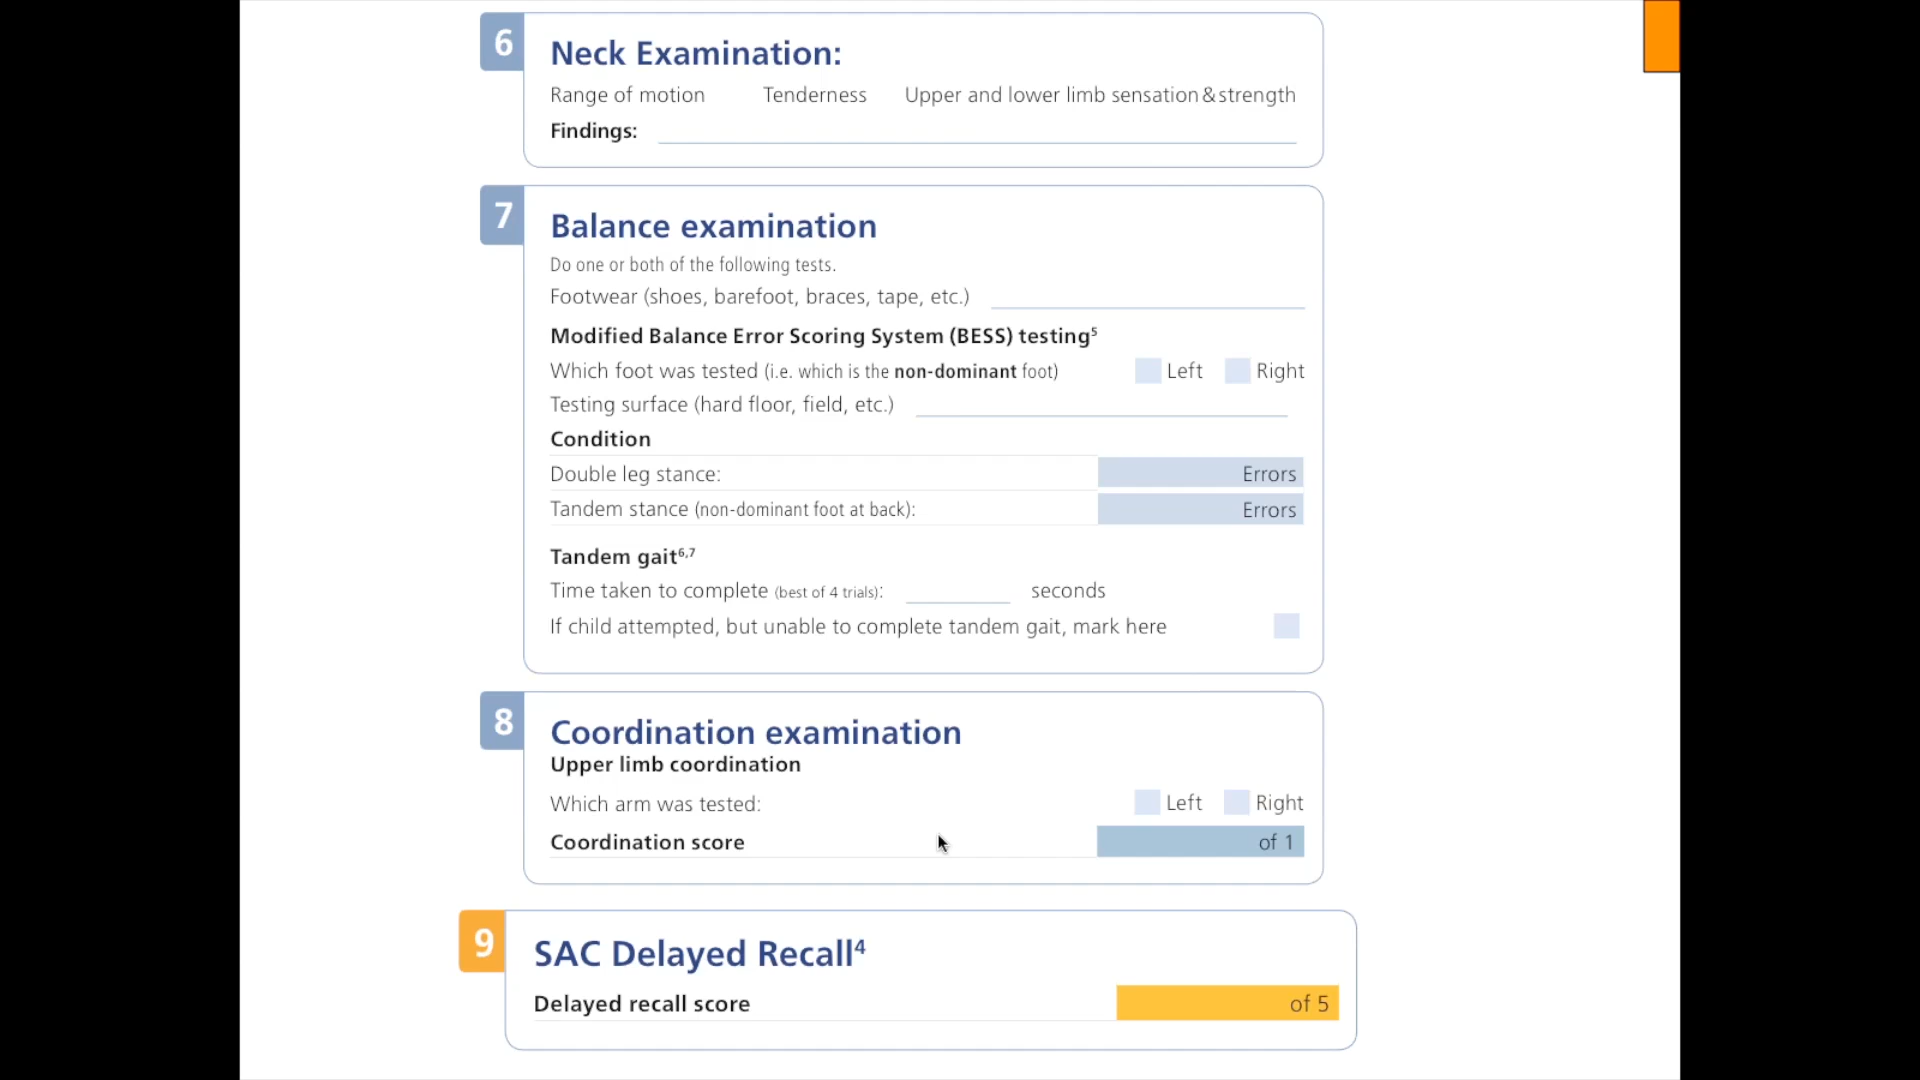 6
Neck Examination:
Range of motion Tenderness Upper and lower limb sensation & strength
Findings:
7
Balance examination
Do one or both of the following tests.
Footwear (shoes, barefoot, braces, tape, etc.)
Modified Balance Error Scoring System (BESS) testing5
Which foot was tested (i.e. which is the non-dominant foot) Left Right
Testing surface (hard floor, field, etc.)
Condition
Double leg stance: Errors
Tandem stance (non-dominant foot at back): Errors
Tandem gait6,7
Time taken to complete (best of 4 trials): seconds
If child attempted, but unable to complete tandem gait, mark here
8
Coordination examination
Upper limb coordination
Which arm was tested: Left Right
Coordination score of 1
9
SAC Delayed Recall4
Delayed recall score of 5